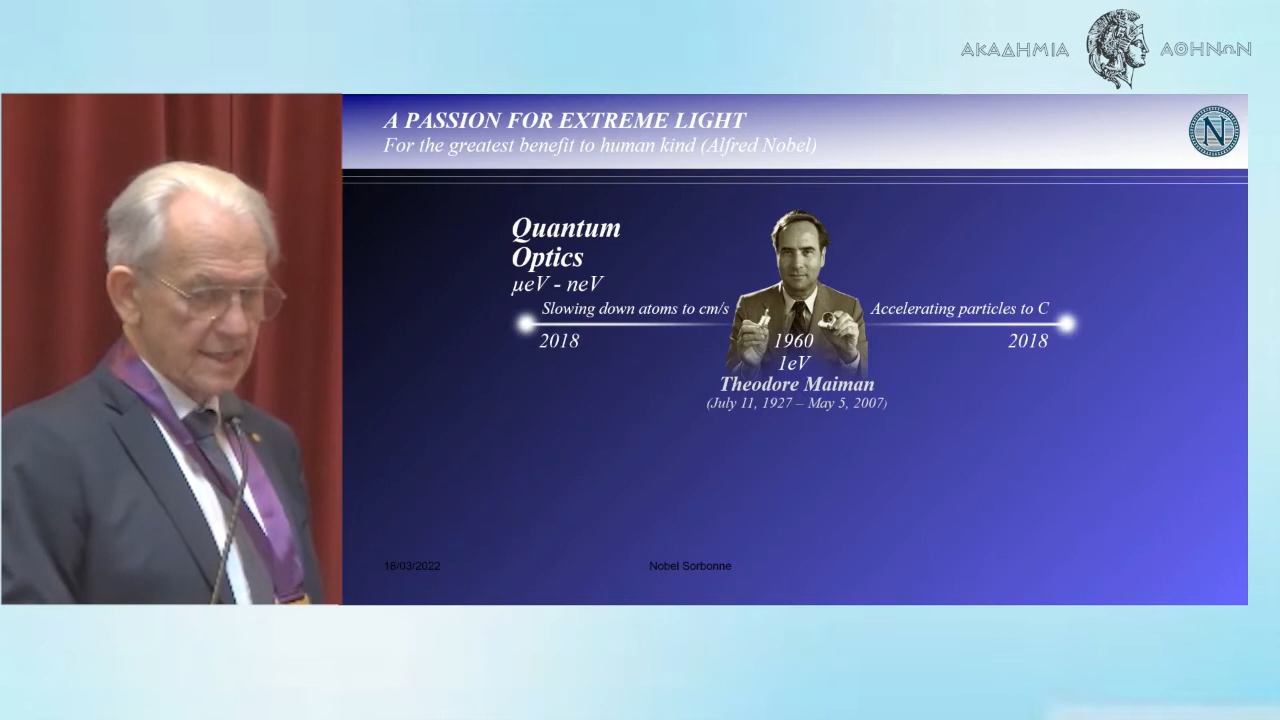 ΑΚΑΔΗΜΙΑ ΑΘΗΝΩΝ
A PASSION FOR EXTREME LIGHT
For the greatest benefit to human kind (Alfred Nobel)
N
Quantum
Optics
µeV - neV
Slowing down atoms to cm/s
Accelerating particles to C
2018
1960
2018
1eV
Theodore Maiman
(July 11, 1927 – May 5, 2007)
18/03/2022
Nobel Sorbonne